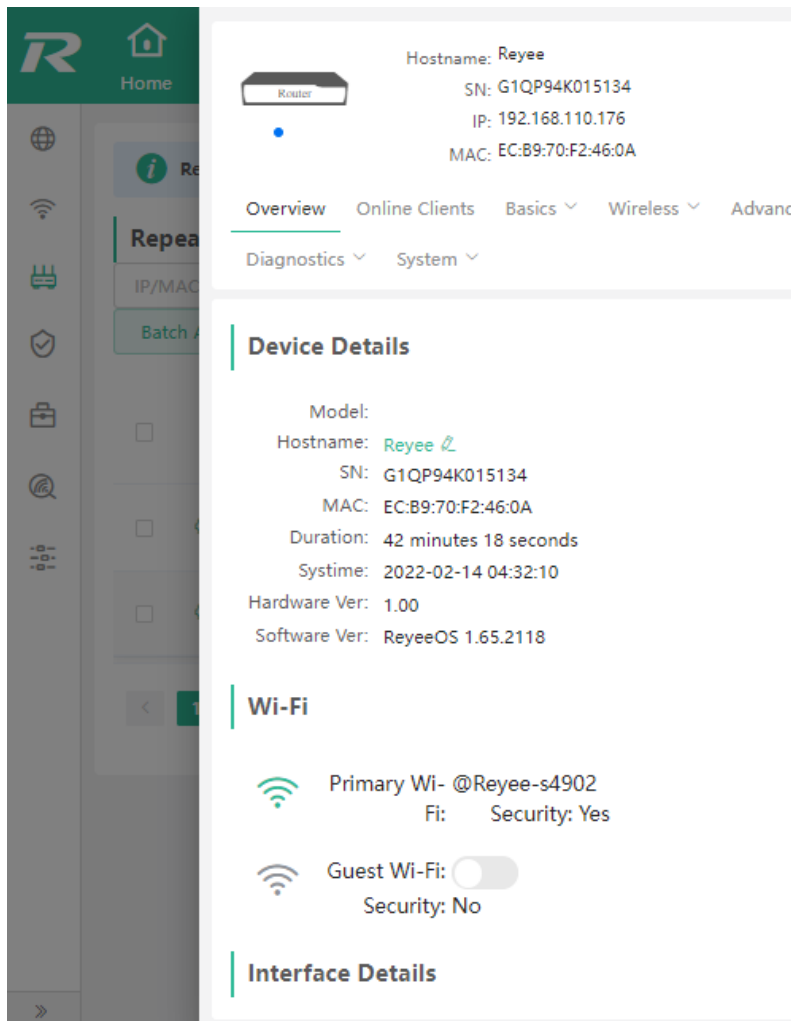 R
Home
i
Re
Repea
IP/MAC
Batch A
1
Router
Hostname: Reyee
SN: G1QP94K015134
IP: 192.168.110.176
MAC: EC:B9:70:F2:46:0A
Overview Online Clients Basics Wireless Advanc
Diagnostics System
Device Details
Model:
Hostname: Reyee
SN: G1QP94K015134
MAC: EC:B9:70:F2:46:0A
Duration: 42 minutes 18 seconds
Systime: 2022-02-14 04:32:10
Hardware Ver: 1.00
Software Ver: ReyeeOS 1.65.2118
Wi-Fi
Primary Wi- @Reyee-s4902
Fi: Security: Yes
Guest Wi-Fi:
Security: No
Interface Details